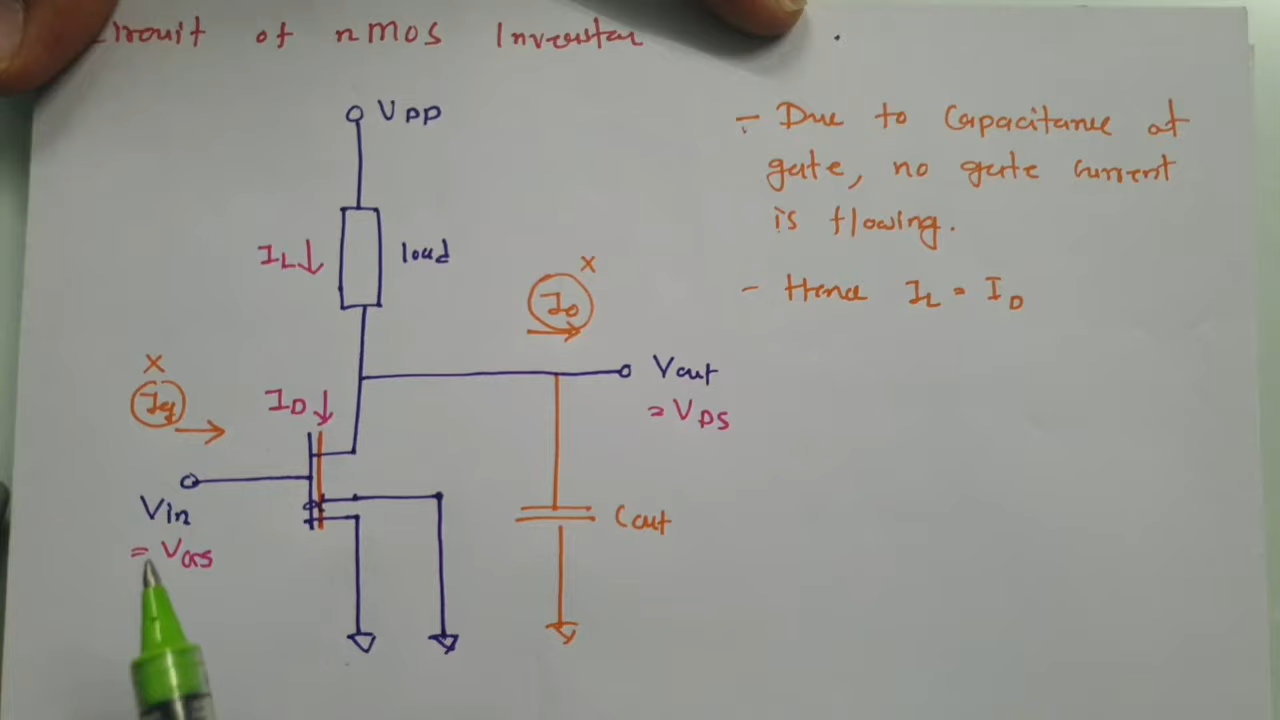 Circuit of nMOS Inverter
VDD
IL↓ load
x
Io
x
Ig
ID↓
Vout
= VDS
Vin
= VGS
Cout
- Due to Capacitance at
gate, no gate current
is flowing.
- Hence IL = ID